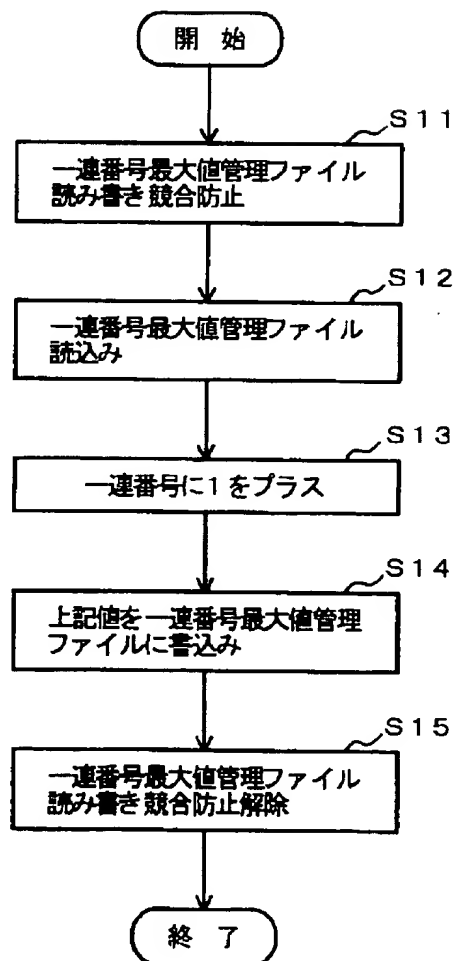 開 始
S11
一連番号最大値管理ファイル
読み書き競合防止
S12
一連番号最大値管理ファイル
読込み
S13
一連番号に1をプラス
S14
上記値を一連番号最大値管理
ファイルに書込み
S15
一連番号最大値管理ファイル
読み書き競合防止解除
終 了